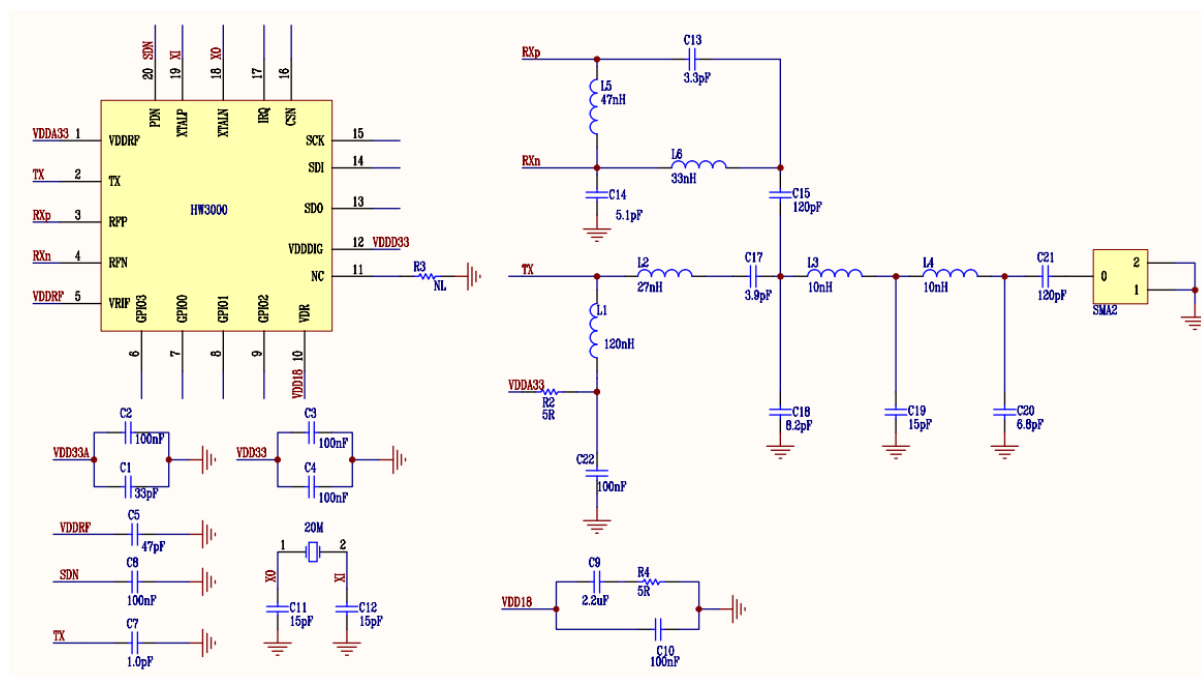 SDN
XI
XO
20
19
18
17
16
PDN
XTALP
XTALN
IRQ
CSN
VDDA33 1 VDDRF
TX 2 TX
RXp 3 RFP
RXn 4 RFN
VDDRF 5 VRIF
HW3000
SCK 15
SDI 14
SDO 13
VDDDIG 12 VDDD33
NC 11
R3
NL
GPIO3
GPIO0
GPIO1
GPIO2
VDR
6
7
8
9
10
VDD18
RXp
C13
3.3pF
L5
47nH
RXn
L6
33nH
C14
5.1pF
C15
120pF
TX
L2
27nH
C17
3.9pF
L3
10nH
L4
10nH
C21
120pF
0
2
1
SMA2
L1
120nH
VDDA33
R2
5R
C18
8.2pF
C19
15pF
C20
6.8pF
C22
100nF
C2
100nF
VDD33A
C1
33pF
C3
100nF
VDD33
C4
100nF
C5
VDDRF
47pF
C8
SDN
100nF
C7
TX
1.0pF
20M
1
2
XO
XI
C11
15pF
C12
15pF
C9
2.2uF
R4
5R
VDD18
C10
100nF